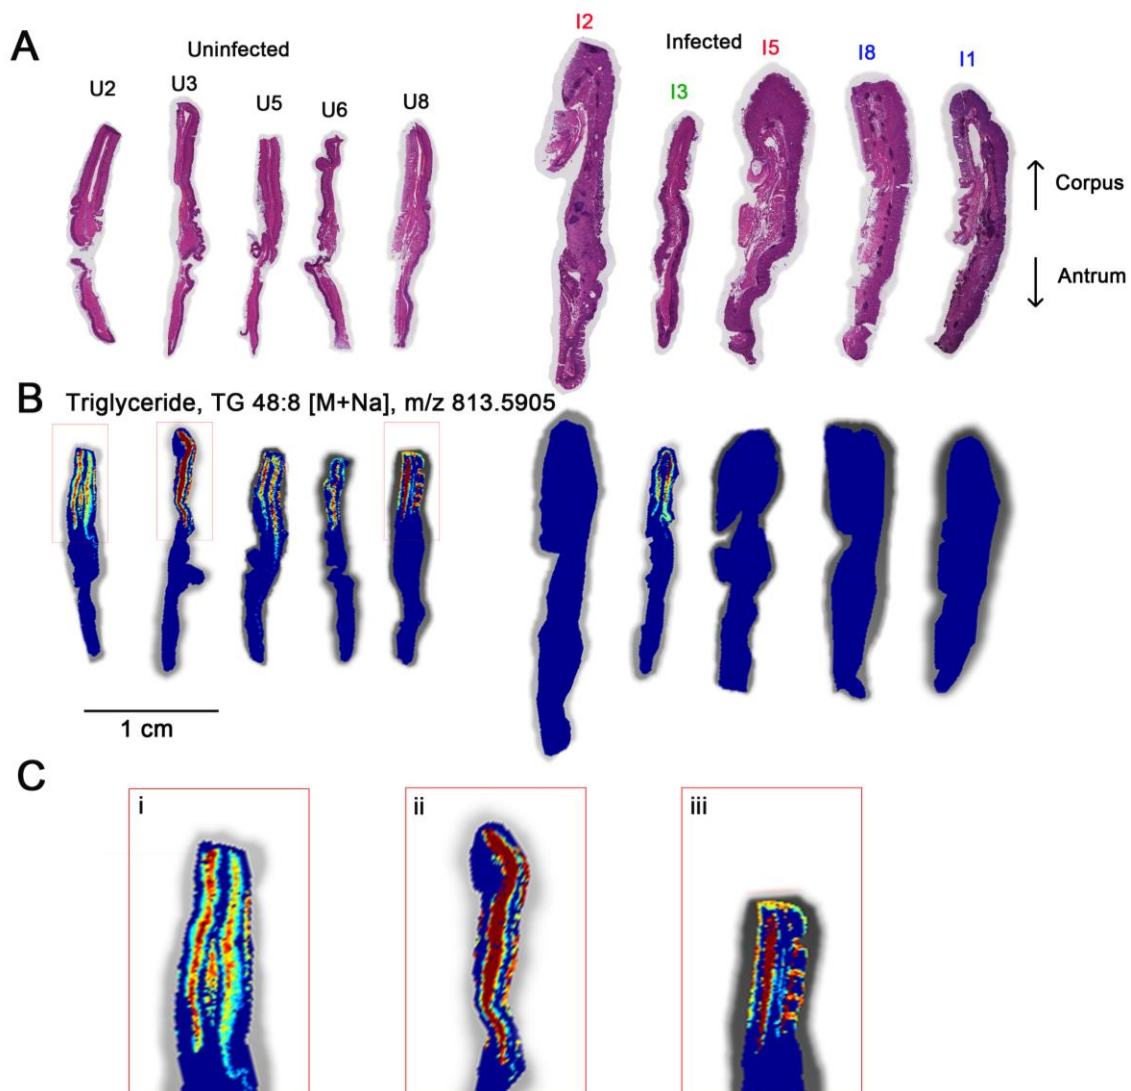 A
Uninfected
U2
U3
U5
U6
U8
I2
Infected
I3
I5
I8
I1
Corpus
Antrum
B
Triglyceride, TG 48:8 [M+Na], m/z 813.5905
1 cm
C
i
ii
iii